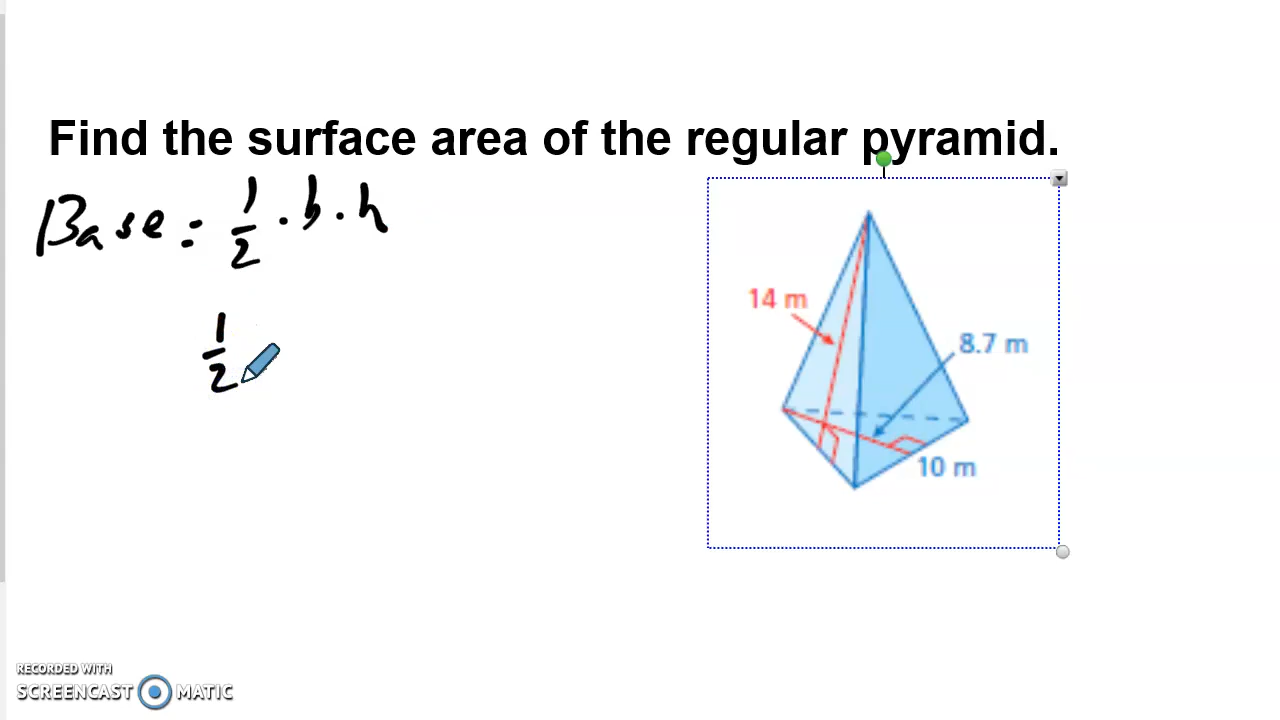 Find the surface area of the regular pyramid.
Base = 1/2 · b · h
1/2
14 m
8.7 m
10 m
RECORDED WITH
SCREENCAST MATIC